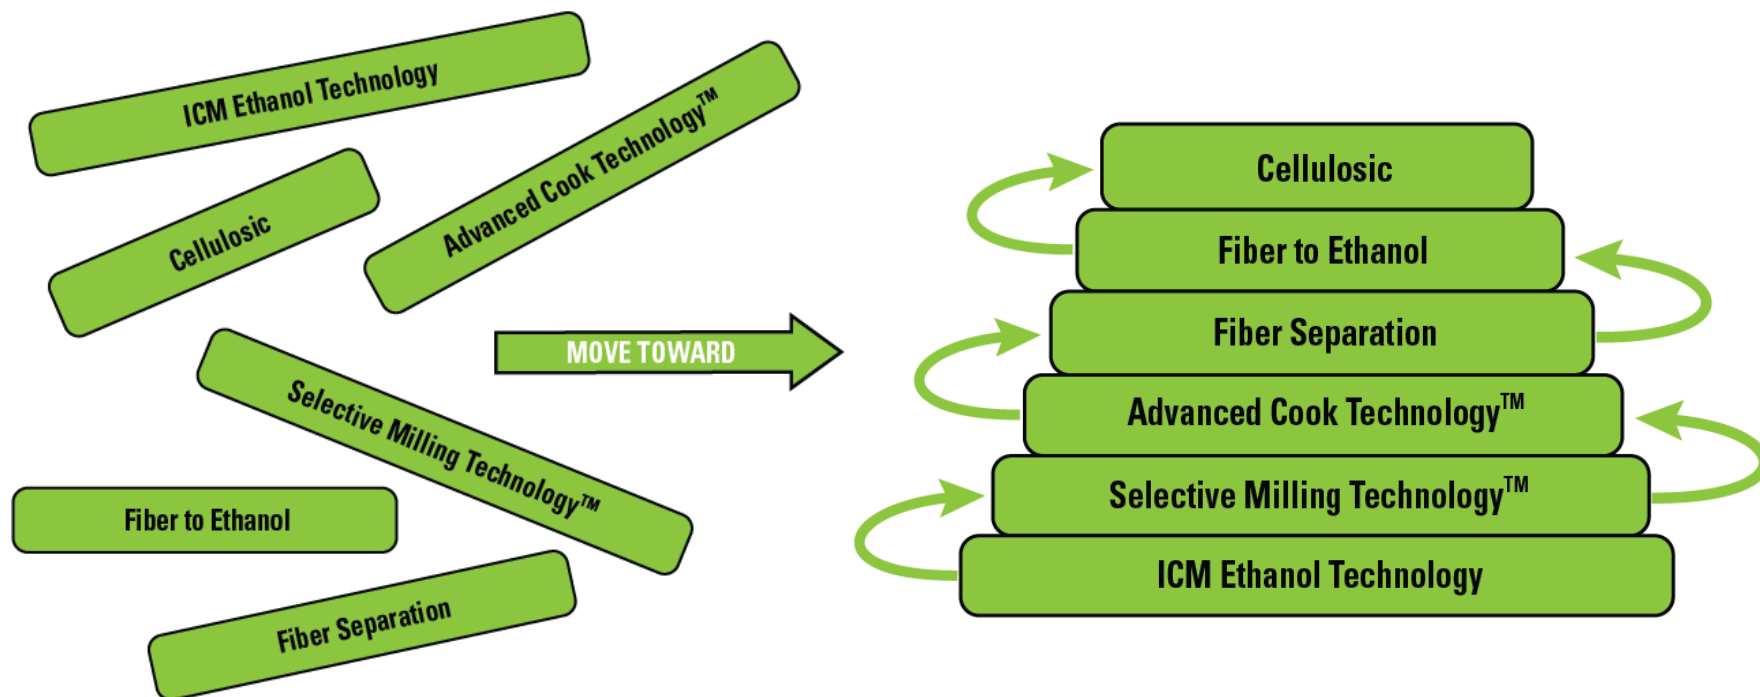 ICM Ethanol Technology
Advanced Cook Technology™
Cellulosic
Selective Milling Technology™
Fiber to Ethanol
Fiber Separation
MOVE TOWARD
Cellulosic
Fiber to Ethanol
Fiber Separation
Advanced Cook Technology™
Selective Milling Technology™
ICM Ethanol Technology